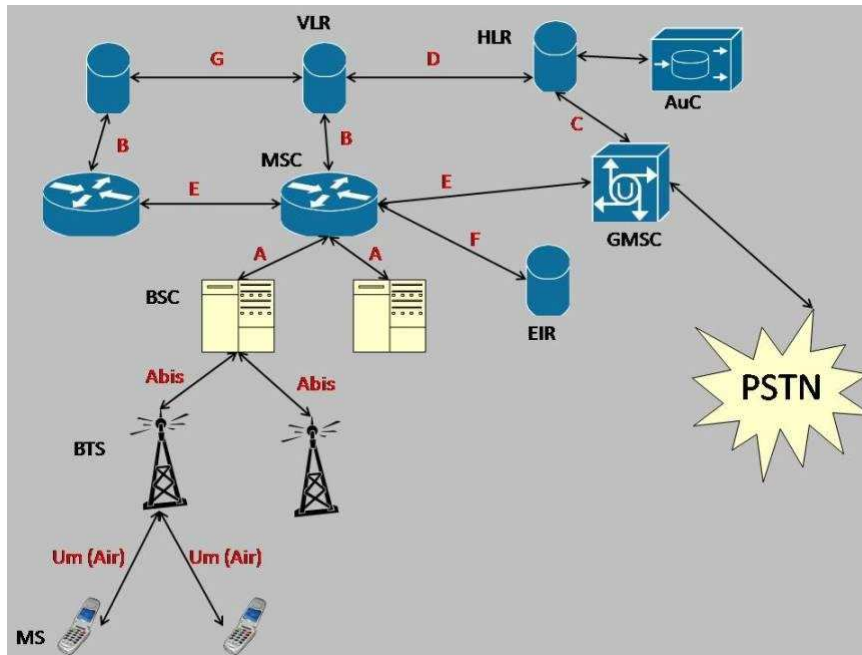 VLR
HLR
G
D
AuC
C
B
B
MSC
E
E
GMSC
F
A
A
BSC
EIR
PSTN
Abis
Abis
BTS
Um (Air)
Um (Air)
MS
U